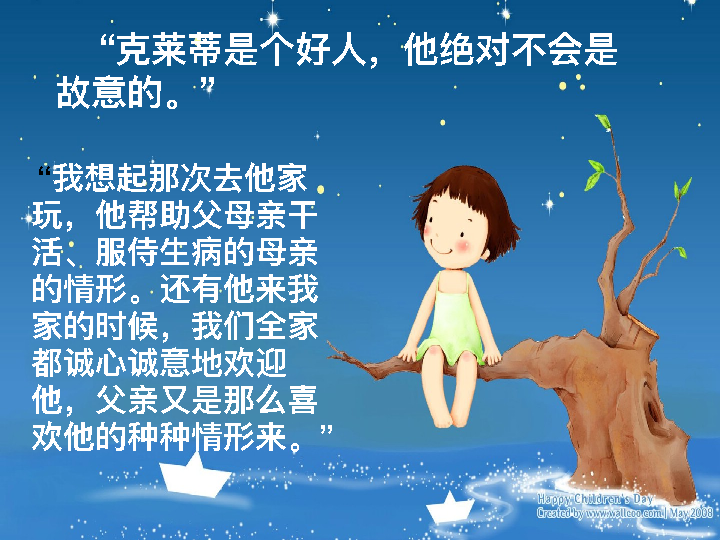 “克莱蒂是个好人，他绝对不会是
故意的。”
“我想起那次去他家
玩，他帮助父母亲干
活、服侍生病的母亲
的情形。还有他来我
家的时候，我们全家
都诚心诚意地欢迎
他，父亲又是那么喜
欢他的种种情形来。”
Happy Children's Day
Created by www.wallcoo.com | May 2008